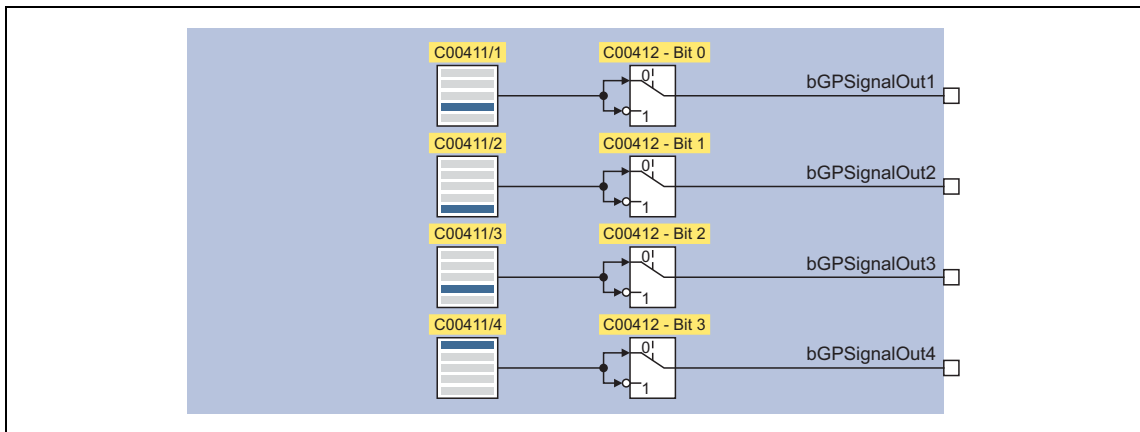 C00411/1 C00412 - Bit 0
0
bGPSignalOut1
1
C00411/2 C00412 - Bit 1
0
bGPSignalOut2
1
C00411/3 C00412 - Bit 2
0
bGPSignalOut3
1
C00411/4 C00412 - Bit 3
0
bGPSignalOut4
1